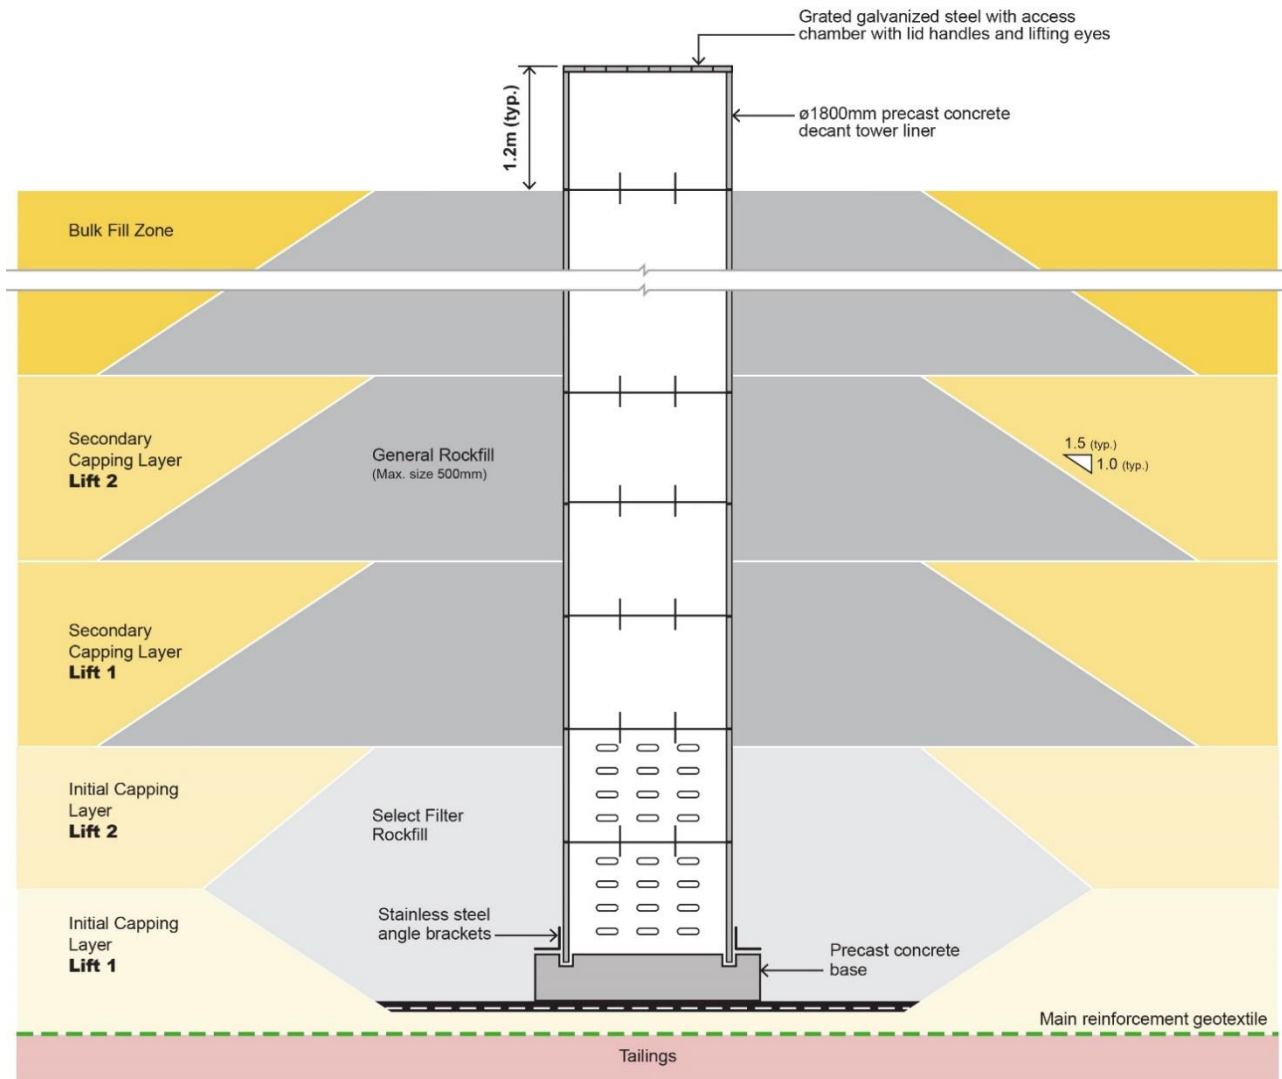 Grated galvanized steel with access
chamber with lid handles and lifting eyes
1.2m (typ.)
ø1800mm precast concrete
decant tower liner
Bulk Fill Zone
Secondary
Capping Layer
Lift 2
General Rockfill
(Max. size 500mm)
1.5 (typ.)
1.0 (typ.)
Secondary
Capping Layer
Lift 1
Initial Capping
Layer
Lift 2
Select Filter
Rockfill
Initial Capping
Layer
Lift 1
Stainless steel
angle brackets
Precast concrete
base
Main reinforcement geotextile
Tailings